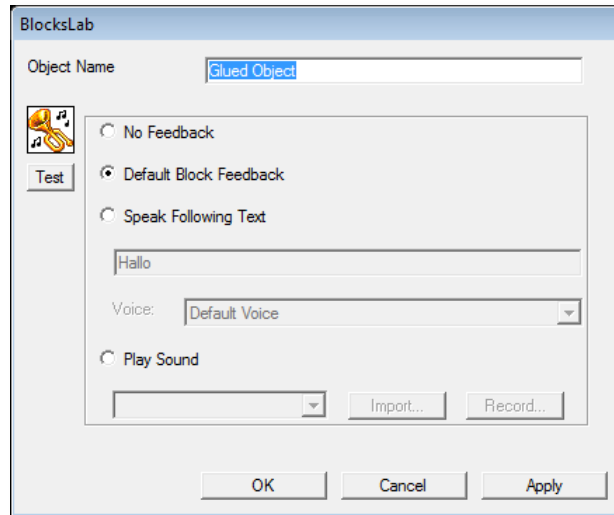 BlocksLab
Object Name
Glued Object
No Feedback
Test
Default Block Feedback
Speak Following Text
Hallo
Voice:
Default Voice
Play Sound
Import...
Record...
OK
Cancel
Apply